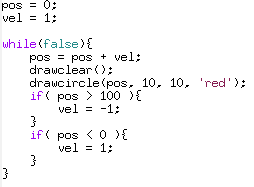 pos = 0;
vel = 1;

while(false){
    pos = pos + vel;
    drawclear();
    drawcircle(pos, 10, 10, 'red');
    if( pos > 100 ){
        vel = -1;
    }
    if( pos < 0 ){
        vel = 1;
    }
}